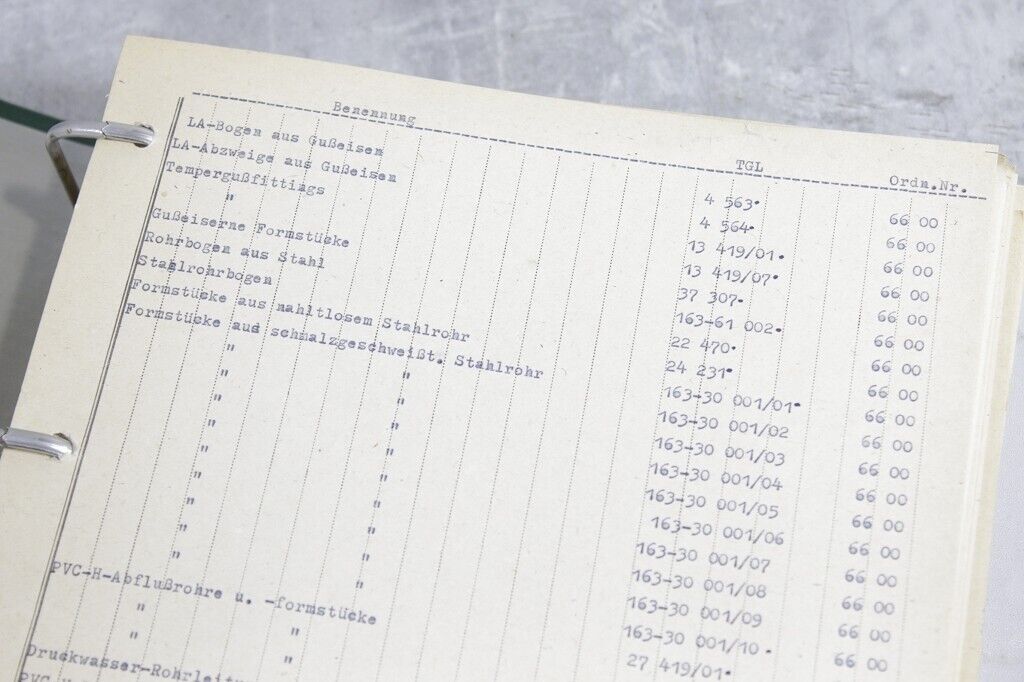 Benennung TGL Ordn.Nr.
LA-Bogen aus Gußeisen 4 563. 66 00
LA-Abzweige aus Gußeisen 4 564. 66 00
Tempergußfittings 13 419/01. 66 00
" 13 419/07. 66 00
Gußeiserne Formstücke 37 307. 66 00
Rohrbogen aus Stahl 163-61 002. 66 00
Stahlrohrbogen 22 470. 66 00
Formstücke aus nahltlosem Stahlrohr 24 231. 66 00
Formstücke aus schmalzgeschweißt. Stahlrohr 163-30 001/01. 66 00
" " 163-30 001/02 66 00
" " 163-30 001/03 66 00
" " 163-30 001/04 66 00
" " 163-30 001/05 66 00
" " 163-30 001/06 66 00
" " 163-30 001/07 66 00
" " 163-30 001/08 66 00
" " 163-30 001/09 66 00
" " 163-30 001/10. 66 00
PVC-H-Abflußrohre u. -formstücke 27 419/01.
" "
" "
Druckwasser-Rohrleitu